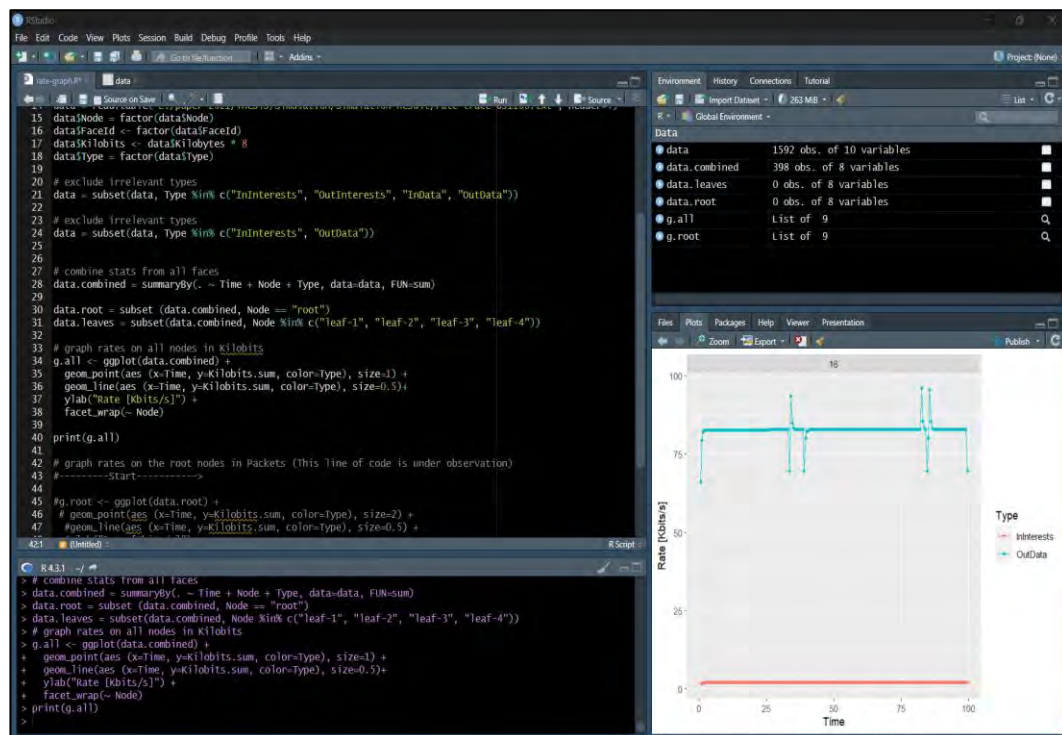 RStudio
File Edit Code View Plots Session Build Debug Profile Tools Help
Go to file/function Addins Project: (None)
rate-graph.R* data
Source on Save Run Source
15 data$Node = factor(data$Node)
16 data$FaceId <- factor(data$FaceId)
17 data$Kilobits <- data$Kilobytes * 8
18 data$Type = factor(data$Type)
19
20 # exclude irrelevant types
21 data = subset(data, Type %in% c("InInterests", "OutInterests", "InData", "OutData"))
22
23 # exclude irrelevant types
24 data = subset(data, Type %in% c("InInterests", "OutData"))
25
26
27 # combine stats from all faces
28 data.combined = summaryBy(. ~ Time + Node + Type, data=data, FUN=sum)
29
30 data.root = subset (data.combined, Node == "root")
31 data.leaves = subset(data.combined, Node %in% c("leaf-1", "leaf-2", "leaf-3", "leaf-4"))
32
33 # graph rates on all nodes in Kilobits
34 g.all <- ggplot(data.combined) +
35 geom_point(aes (x=Time, y=Kilobits.sum, color=Type), size=1) +
36 geom_line(aes (x=Time, y=Kilobits.sum, color=Type), size=0.5)+
37 ylab("Rate [Kbits/s]") +
38 facet_wrap(~ Node)
39
40 print(g.all)
41
42 # graph rates on the root nodes in Packets (This line of code is under observation)
43 #---------Start----------->
44
45 #g.root <- ggplot(data.root) +
46 # geom_point(aes (x=Time, y=Kilobits.sum, color=Type), size=2) +
47 #geom_line(aes (x=Time, y=Kilobits.sum, color=Type), size=0.5) +
42:1 (Untitled) R Script
R 4.3.1 ~/
> # combine stats from all faces
> data.combined = summaryBy(. ~ Time + Node + Type, data=data, FUN=sum)
> data.root = subset (data.combined, Node == "root")
> data.leaves = subset(data.combined, Node %in% c("leaf-1", "leaf-2", "leaf-3", "leaf-4"))
> # graph rates on all nodes in Kilobits
> g.all <- ggplot(data.combined) +
+ geom_point(aes (x=Time, y=Kilobits.sum, color=Type), size=1) +
+ geom_line(aes (x=Time, y=Kilobits.sum, color=Type), size=0.5)+
+ ylab("Rate [Kbits/s]") +
+ facet_wrap(~ Node)
> print(g.all)
>
Environment History Connections Tutorial
Import Dataset 263 MiB List
R Global Environment
Data
data 1592 obs. of 10 variables
data.combined 398 obs. of 8 variables
data.leaves 0 obs. of 8 variables
data.root 0 obs. of 8 variables
g.all List of 9
g.root List of 9
Files Plots Packages Help Viewer Presentation
Zoom Export Publish
16
100
75
50
25
0
Rate [Kbits/s]
0 25 50 75 100
Time
Type
InInterests
OutData